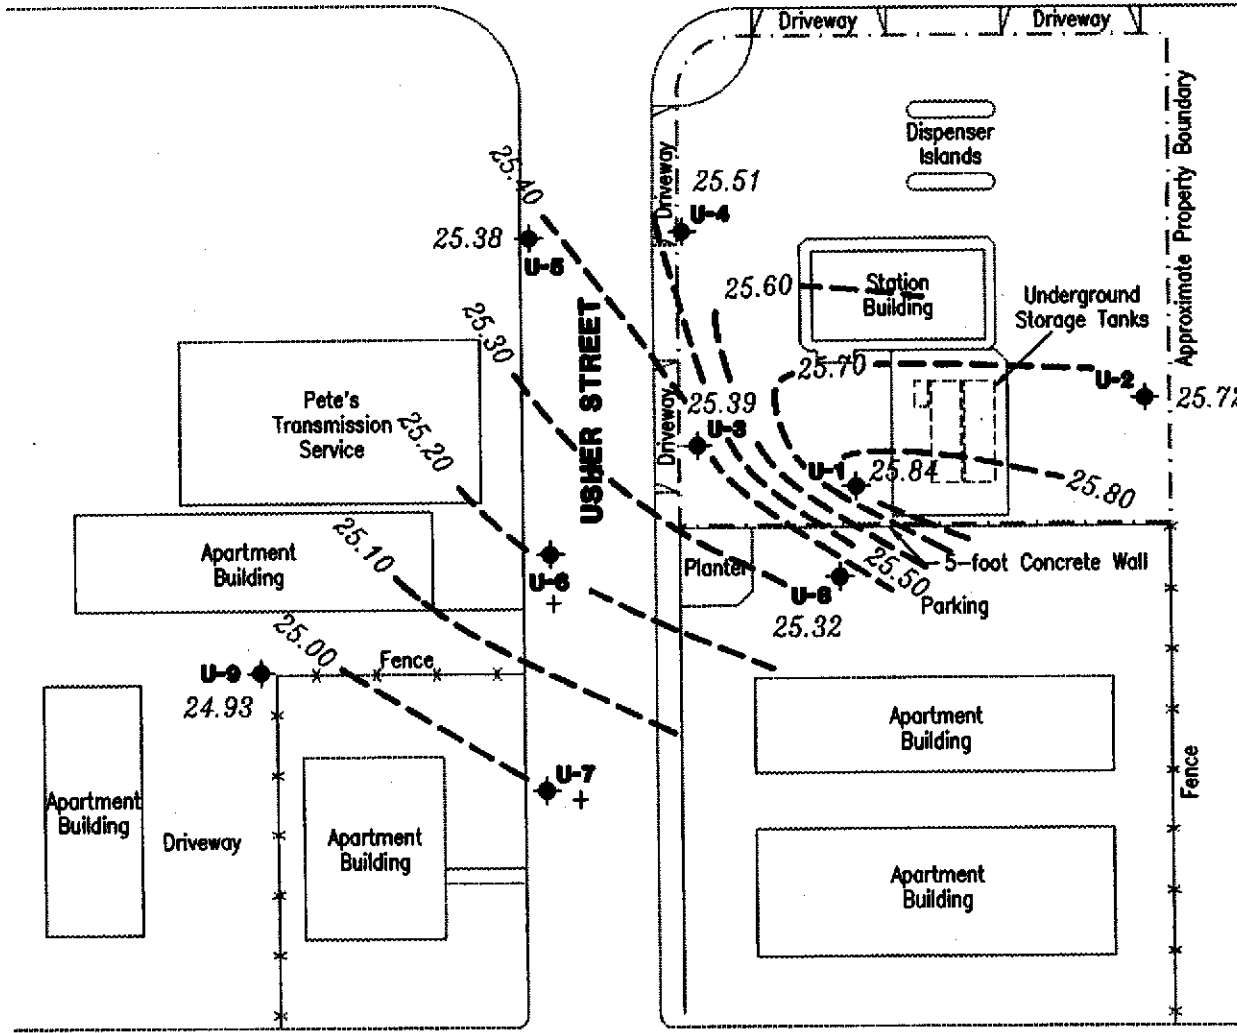 Driveway
Driveway
Approximate Property Boundary
Dispenser
Islands
25.40
Driveway
25.51
U-4
25.38
U-5
25.60
Station
Building
Underground
Storage Tanks
USHER STREET
25.30
25.70
U-2
25.72
Pete's
Transmission
Service
25.20
Driveway
25.39
U-3
U-1
25.84
25.80
Apartment
Building
25.10
U-6
+
Planter
5-foot Concrete Wall
25.50
Parking
U-8
25.32
25.00
Fence
U-9
24.93
Apartment
Building
Fence
U-7
+
Apartment
Building
Driveway
Apartment
Building
Apartment
Building